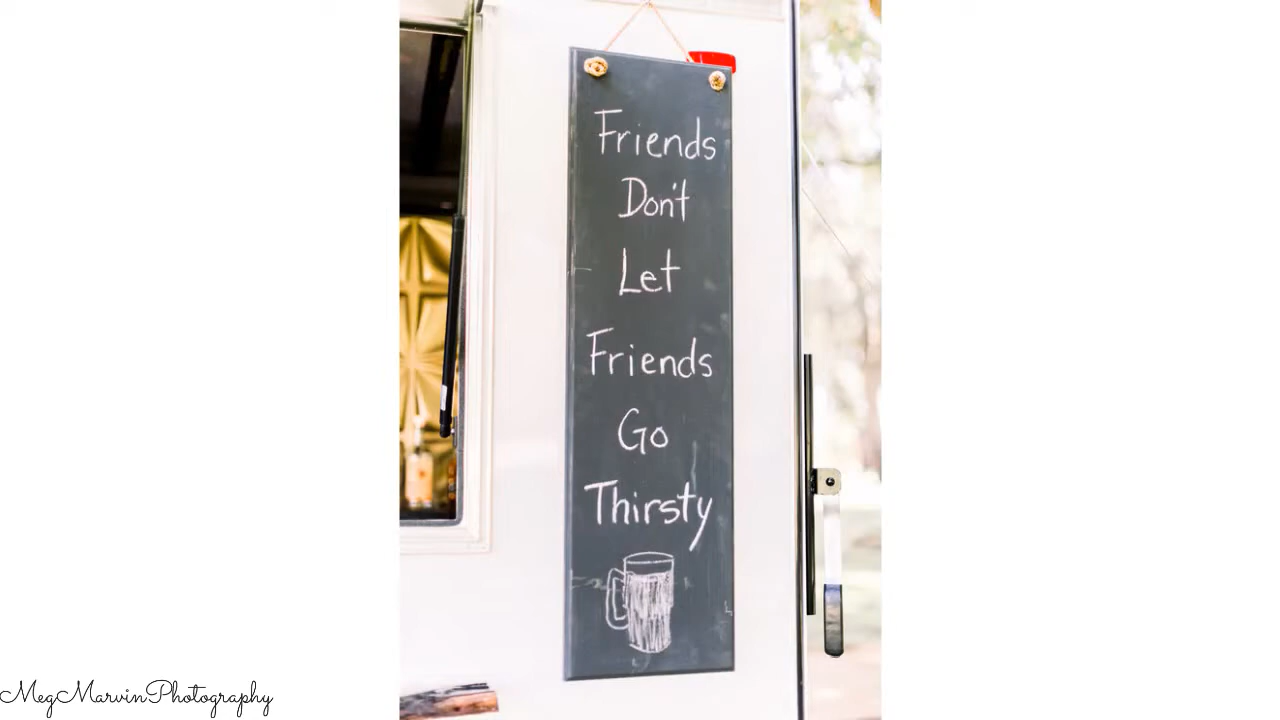 Friends
Don't
Let
Friends
Go
Thirsty
MegMarvinPhotography